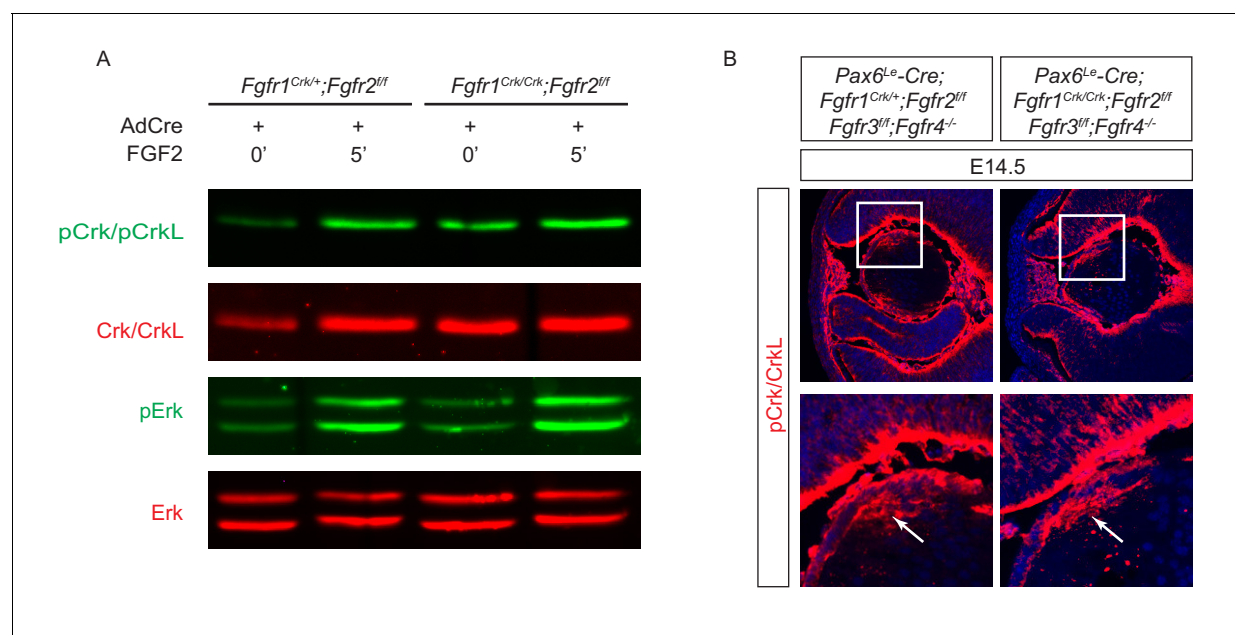 A
Fgfr1Crk/+;Fgfr2f/f Fgfr1Crk/Crk;Fgfr2f/f
AdCre + + + +
FGF2 0’ 5’ 0’ 5’
pCrk/pCrkL
Crk/CrkL
pErk
Erk
B
Pax6Le-Cre;
Fgfr1Crk/+;Fgfr2f/f
Fgfr3f/f;Fgfr4-/-
Pax6Le-Cre;
Fgfr1Crk/Crk;Fgfr2f/f
Fgfr3f/f;Fgfr4-/-
E14.5
pCrk/CrkL